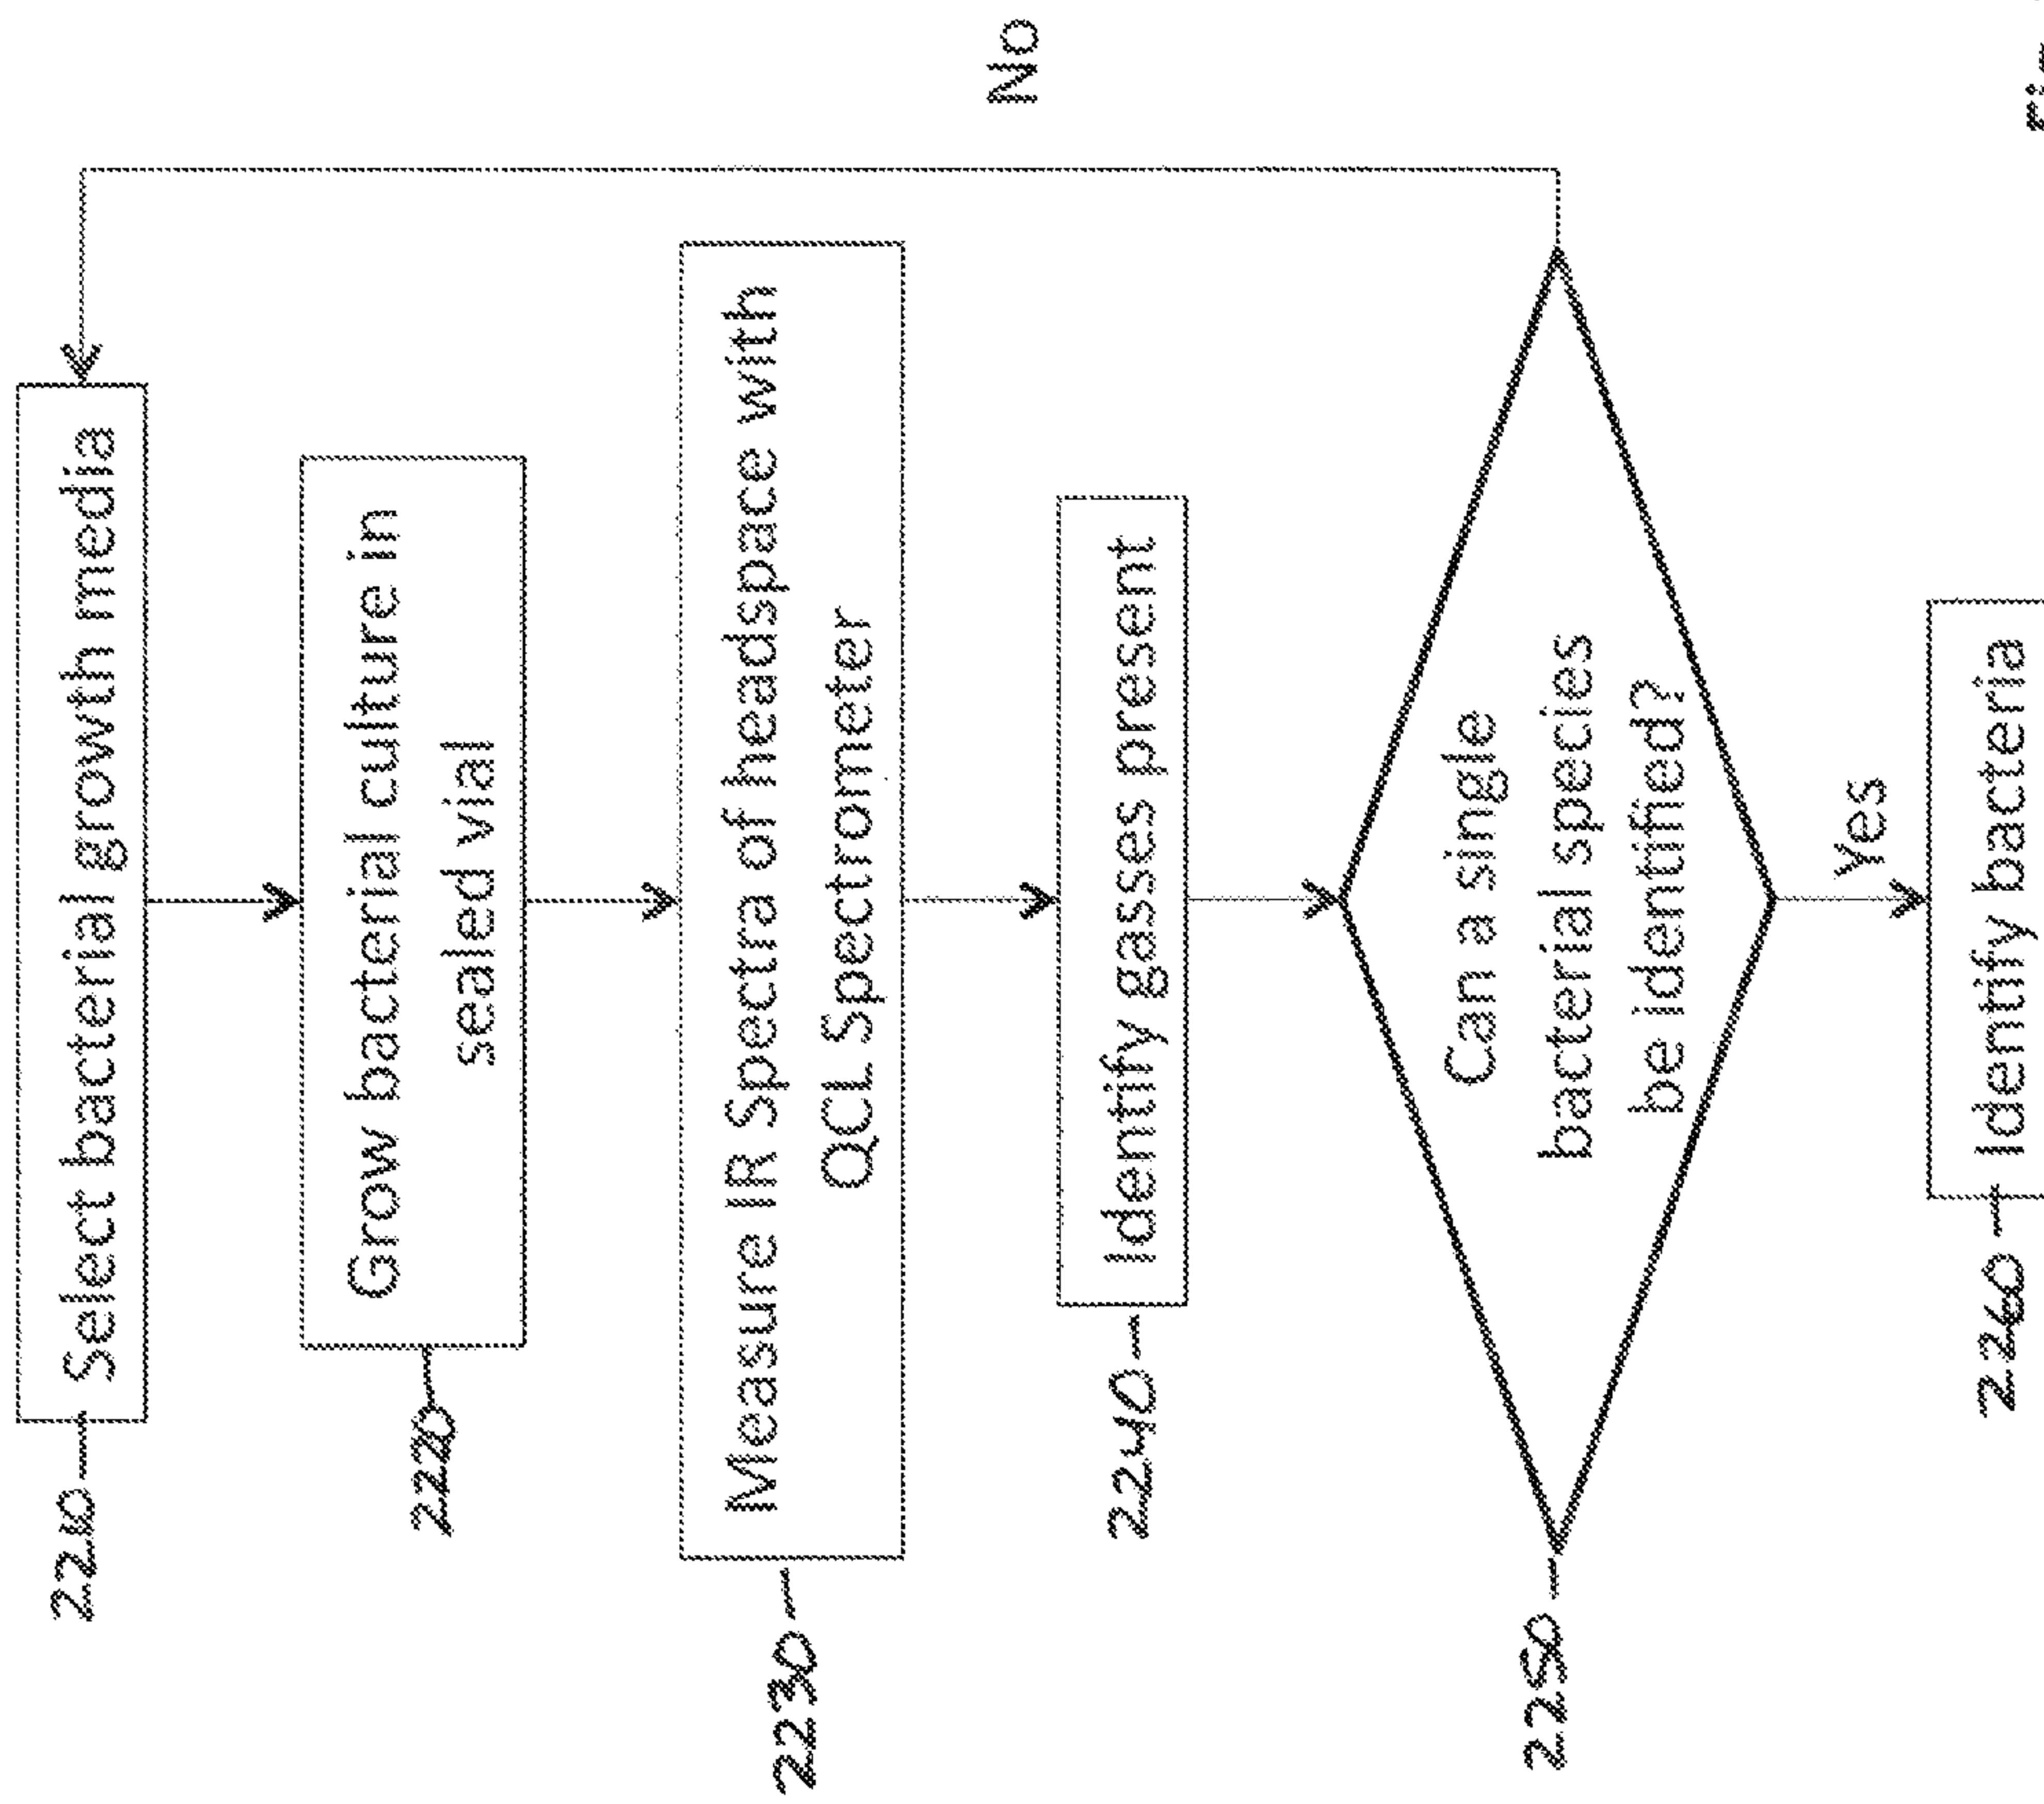 2210
Select bacterial growth media
2220
Grow bacterial culture in
sealed vial
2230
Measure IR Spectra of headspace with
QCL Spectrometer
2240
Identify gasses present
2250
Can a single
bacterial species
be identified?
No
Yes
2260
Identify bacteria